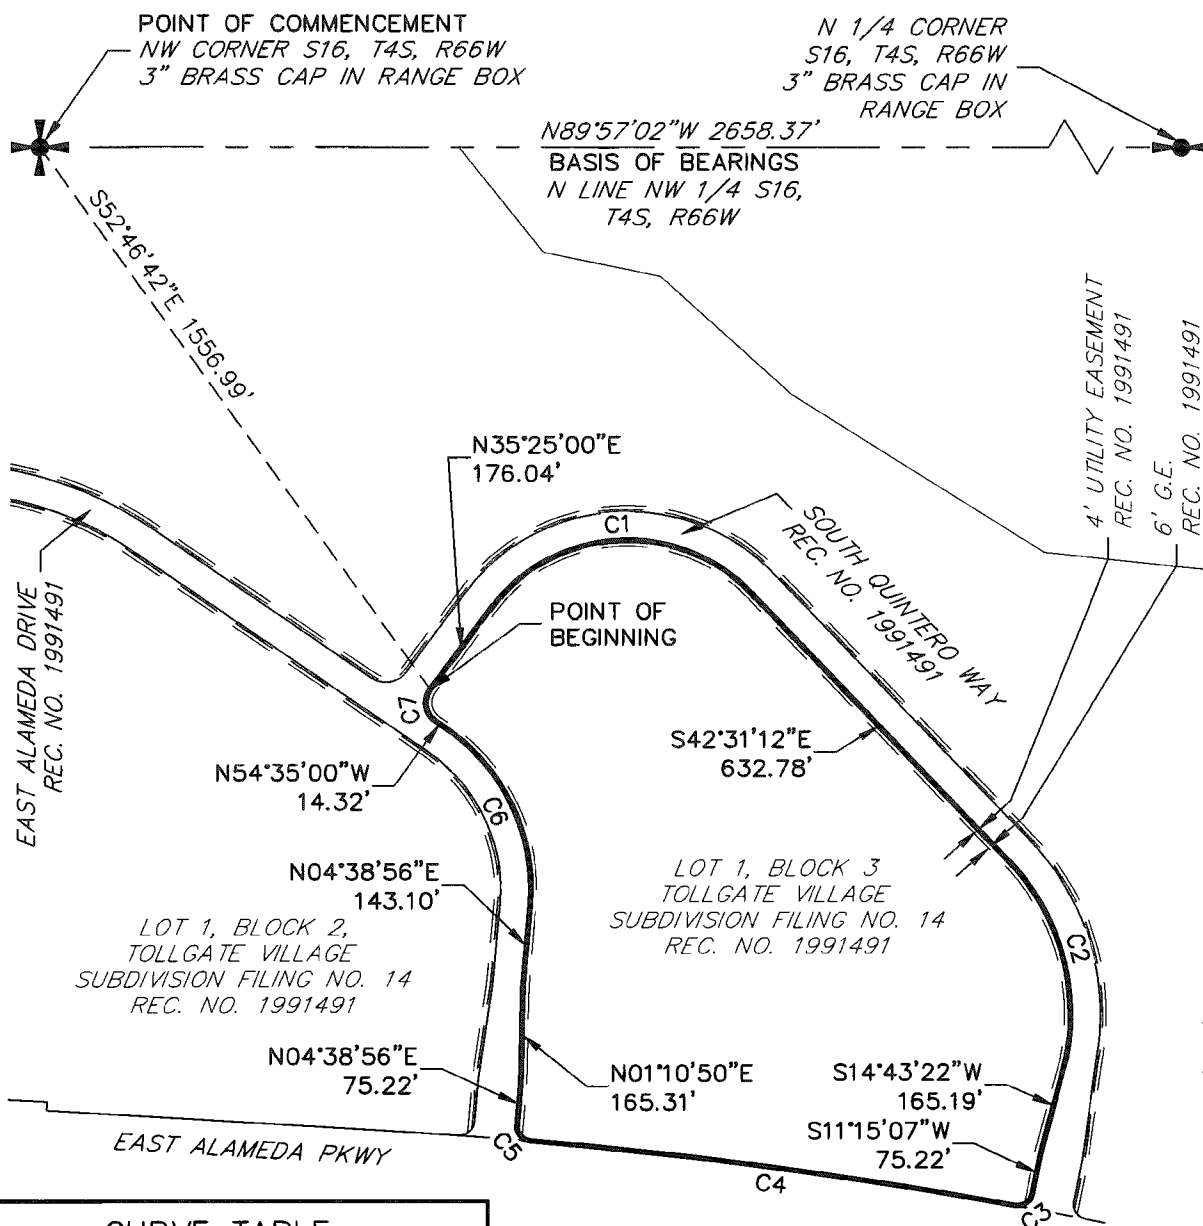 POINT OF COMMENCEMENT
NW CORNER S16, T4S, R66W
3" BRASS CAP IN RANGE BOX
N 1/4 CORNER
S16, T4S, R66W
3" BRASS CAP IN
RANGE BOX
N89°57'02"W 2658.37'
BASIS OF BEARINGS
N LINE NW 1/4 S16,
T4S, R66W
S52°46'42"E 1556.99'
4' UTILITY EASEMENT
REC. NO. 1991491
6' G.E.
REC. NO. 1991491
N35°25'00"E
176.04'
C1
SOUTH QUINTERO WAY
REC. NO. 1991491
EAST ALAMEDA DRIVE
REC. NO. 1991491
POINT OF
BEGINNING
C7
S42°31'12"E
632.78'
N54°35'00"W
14.32'
C6
N04°38'56"E
143.10'
LOT 1, BLOCK 3
TOLLGATE VILLAGE
SUBDIVISION FILING NO. 14
REC. NO. 1991491
LOT 1, BLOCK 2,
TOLLGATE VILLAGE
SUBDIVISION FILING NO. 14
REC. NO. 1991491
C2
N04°38'56"E
75.22'
N01°10'50"E
165.31'
S14°43'22"W
165.19'
S11°15'07"W
75.22'
EAST ALAMEDA PKWY
C5
C4
C3
CURVE TABLE